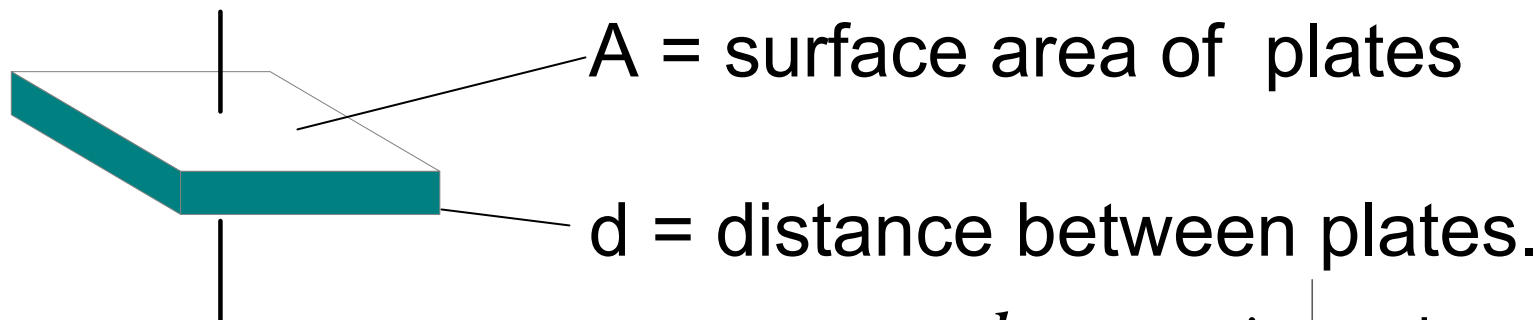 A = surface area of plates
d = distance between plates.